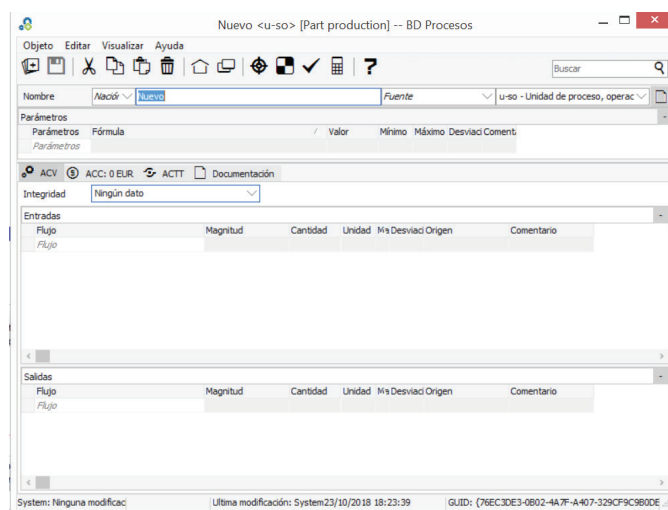 Nuevo <u-so> [Part production] -- BD Procesos
Objeto Editar Visualizar Ayuda
Buscar
Nombre Nación Nuevo Fuente u-so - Unidad de proceso, operac
Parámetros
Parámetros Fórmula Valor Mínimo Máximo Desviaci Coment
Parámetros
ACV ACC: 0 EUR ACTT Documentación
Integridad Ningún dato
Entradas
Flujo Magnitud Cantidad Unidad Desviaci Origen Comentario
Flujo
Salidas
Flujo Magnitud Cantidad Unidad Desviaci Origen Comentario
Flujo
System: Ninguna modificac Ultima modificación: System23/10/2018 18:23:39 GUID: {76EC3DE3-0B02-4A7F-A407-329CF9C9B0DE